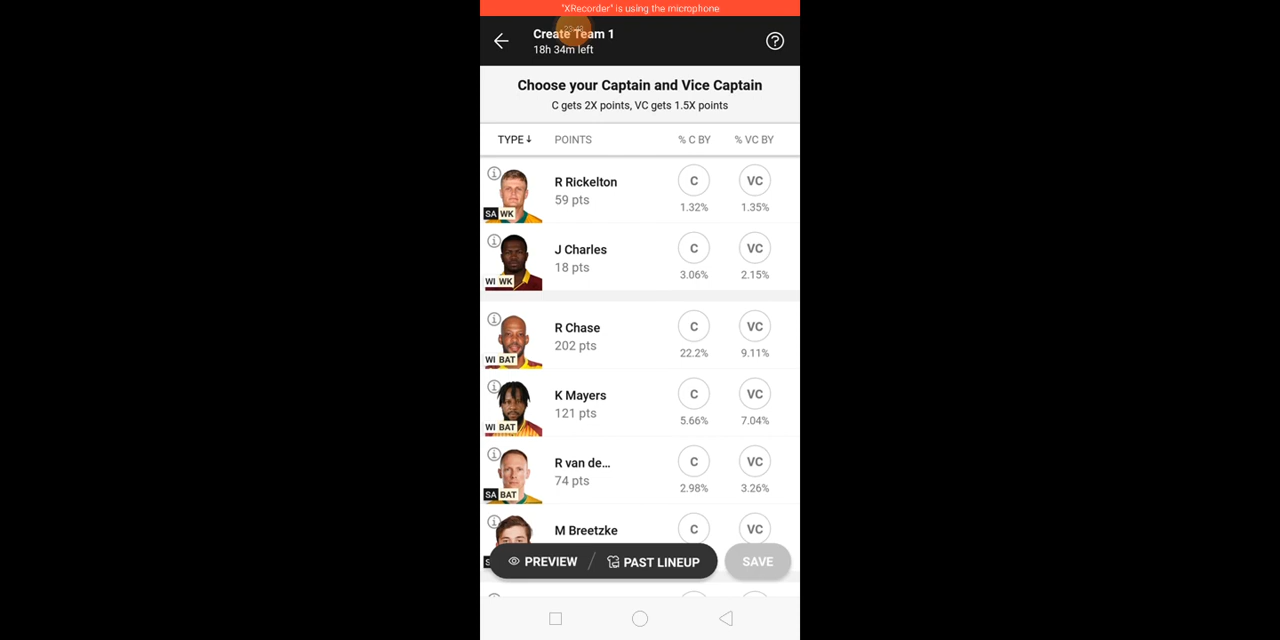 "XRecorder" is using the microphone
Create Team 1
18h 34m left
Choose your Captain and Vice Captain
C gets 2X points, VC gets 1.5X points
TYPE↓ POINTS % C BY % VC BY
R Rickelton C VC
59 pts
SA WK 1.32% 1.35%
J Charles C VC
18 pts
WI WK 3.06% 2.15%
R Chase C VC
202 pts
WI BAT 22.2% 9.11%
K Mayers C VC
121 pts
WI BAT 5.66% 7.04%
R van de... C VC
74 pts
SA BAT 2.98% 3.26%
M Breetzke C VC
PREVIEW / PAST LINEUP SAVE